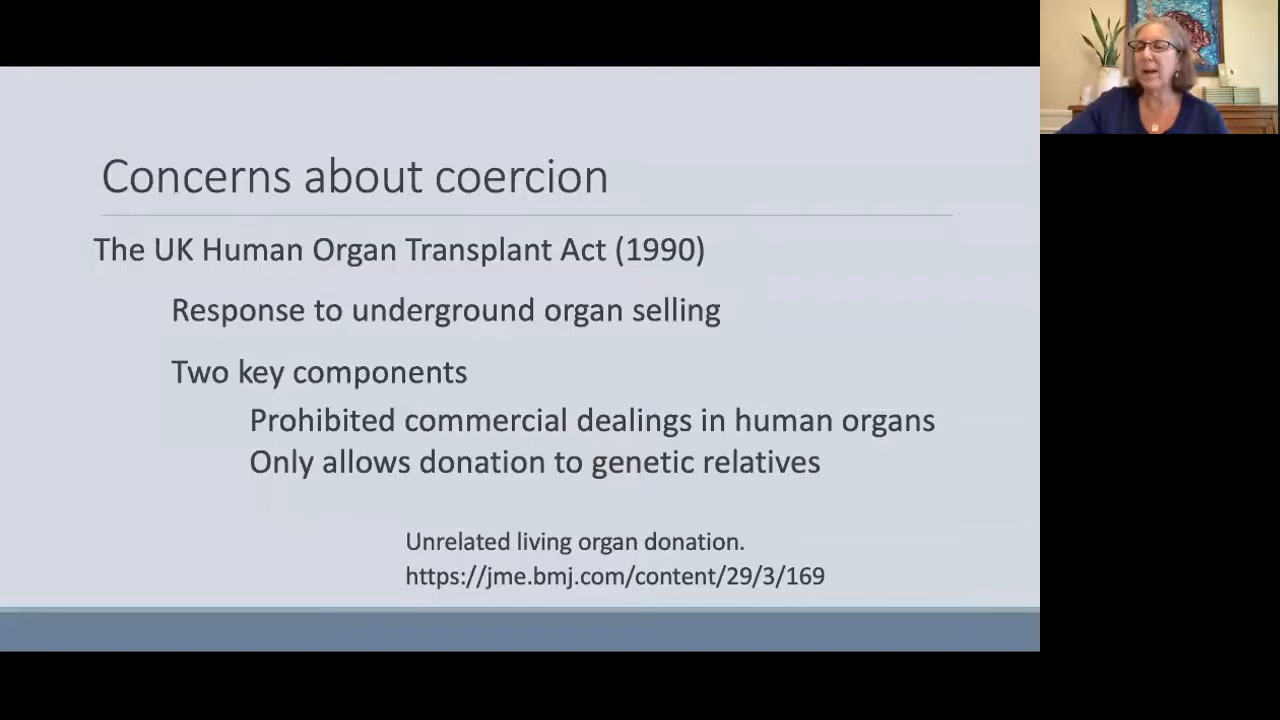 Concerns about coercion
The UK Human Organ Transplant Act (1990)
Response to underground organ selling
Two key components
Prohibited commercial dealings in human organs
Only allows donation to genetic relatives
Unrelated living organ donation.
https://jme.bmj.com/content/29/3/169